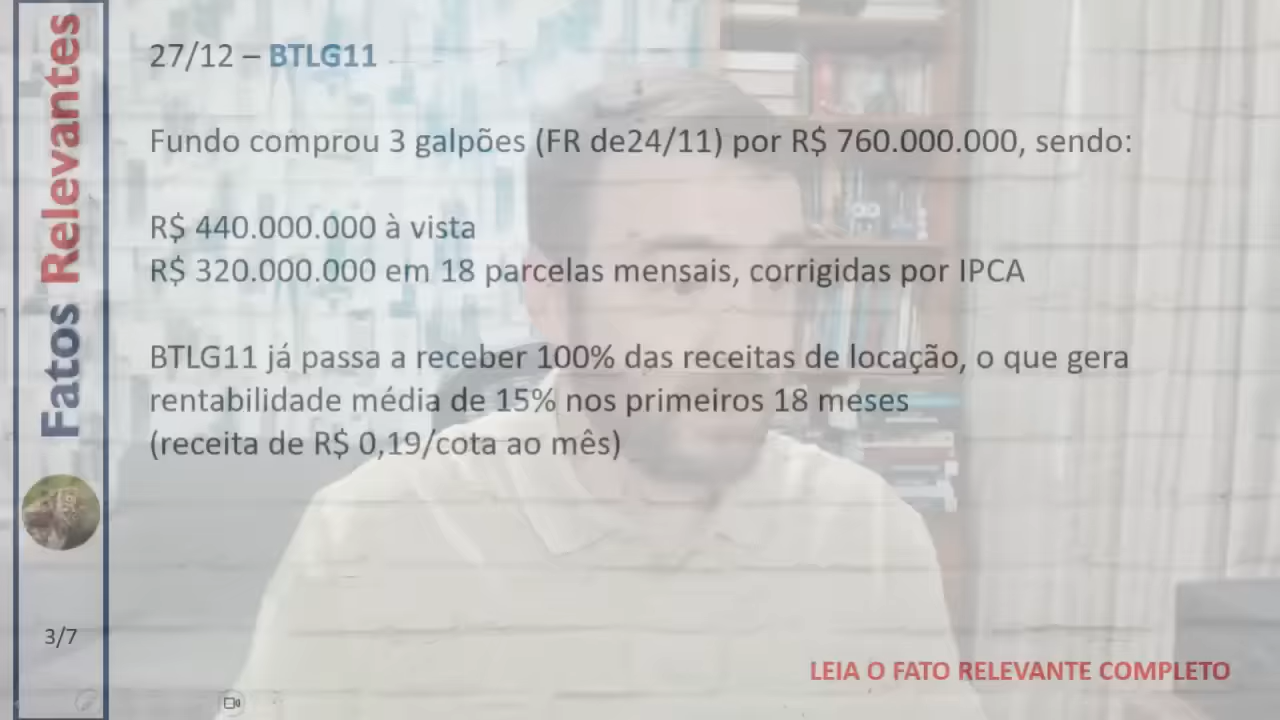 Fatos Relevantes
27/12 – BTLG11
Fundo comprou 3 galpões (FR de24/11) por R$ 760.000.000, sendo:
R$ 440.000.000 à vista
R$ 320.000.000 em 18 parcelas mensais, corrigidas por IPCA
BTLG11 já passa a receber 100% das receitas de locação, o que gera
rentabilidade média de 15% nos primeiros 18 meses
(receita de R$ 0,19/cota ao mês)
3/7
LEIA O FATO RELEVANTE COMPLETO